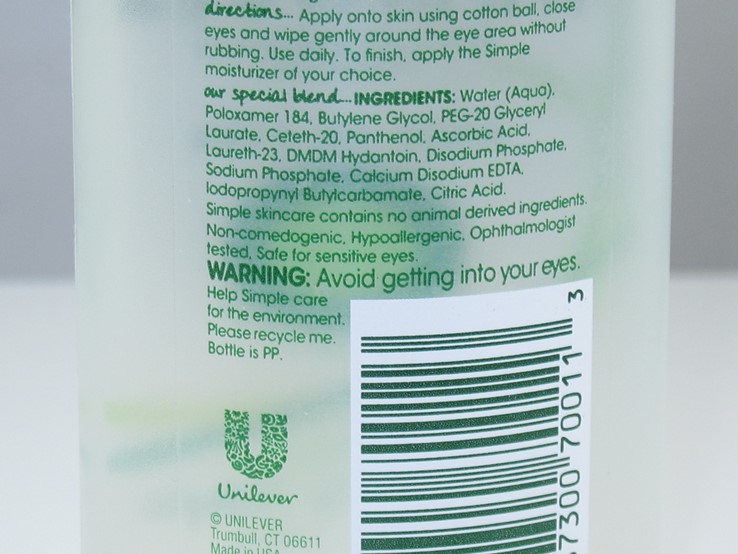 directions... Apply onto skin using cotton ball, close
eyes and wipe gently around the eye area without
rubbing. Use daily. To finish, apply the Simple
moisturizer of your choice.
our special blend... INGREDIENTS: Water (Aqua),
Poloxamer 184, Butylene Glycol, PEG-20 Glyceryl
Laurate, Ceteth-20, Panthenol, Ascorbic Acid,
Laureth-23, DMDM Hydantoin, Disodium Phosphate,
Sodium Phosphate, Calcium Disodium EDTA,
Iodopropynyl Butylcarbamate, Citric Acid.
Simple skincare contains no animal derived ingredients.
Non-comedogenic, Hypoallergenic, Ophthalmologist
tested, Safe for sensitive eyes.
WARNING: Avoid getting into your eyes.
Help Simple care
for the environment.
Please recycle me.
Bottle is PP.
Unilever
© UNILEVER
Trumbull, CT 06611
Made in USA
7300 70011 3